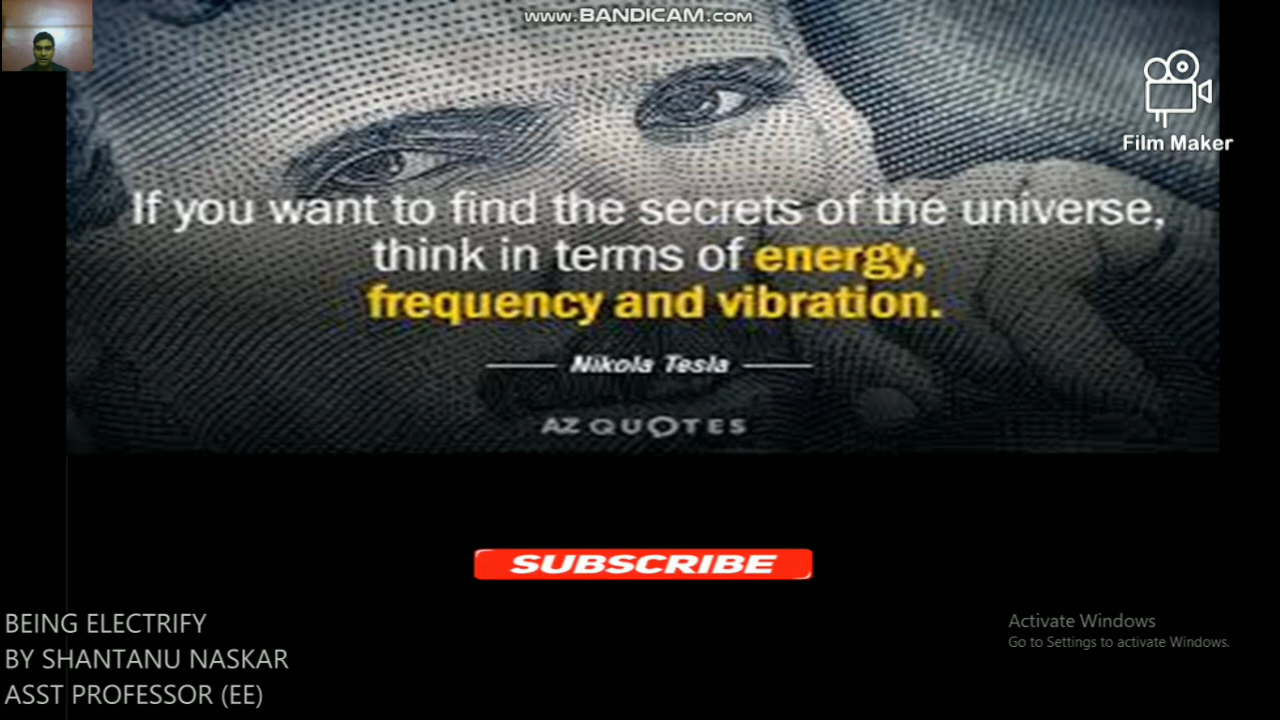 www.BANDICAM.com
Film Maker
If you want to find the secrets of the universe,
think in terms of energy,
frequency and vibration.
Nikola Tesla
AZ QUOTES
SUBSCRIBE
BEING ELECTRIFY
BY SHANTANU NASKAR
ASST PROFESSOR (EE)
Activate Windows
Go to Settings to activate Windows.